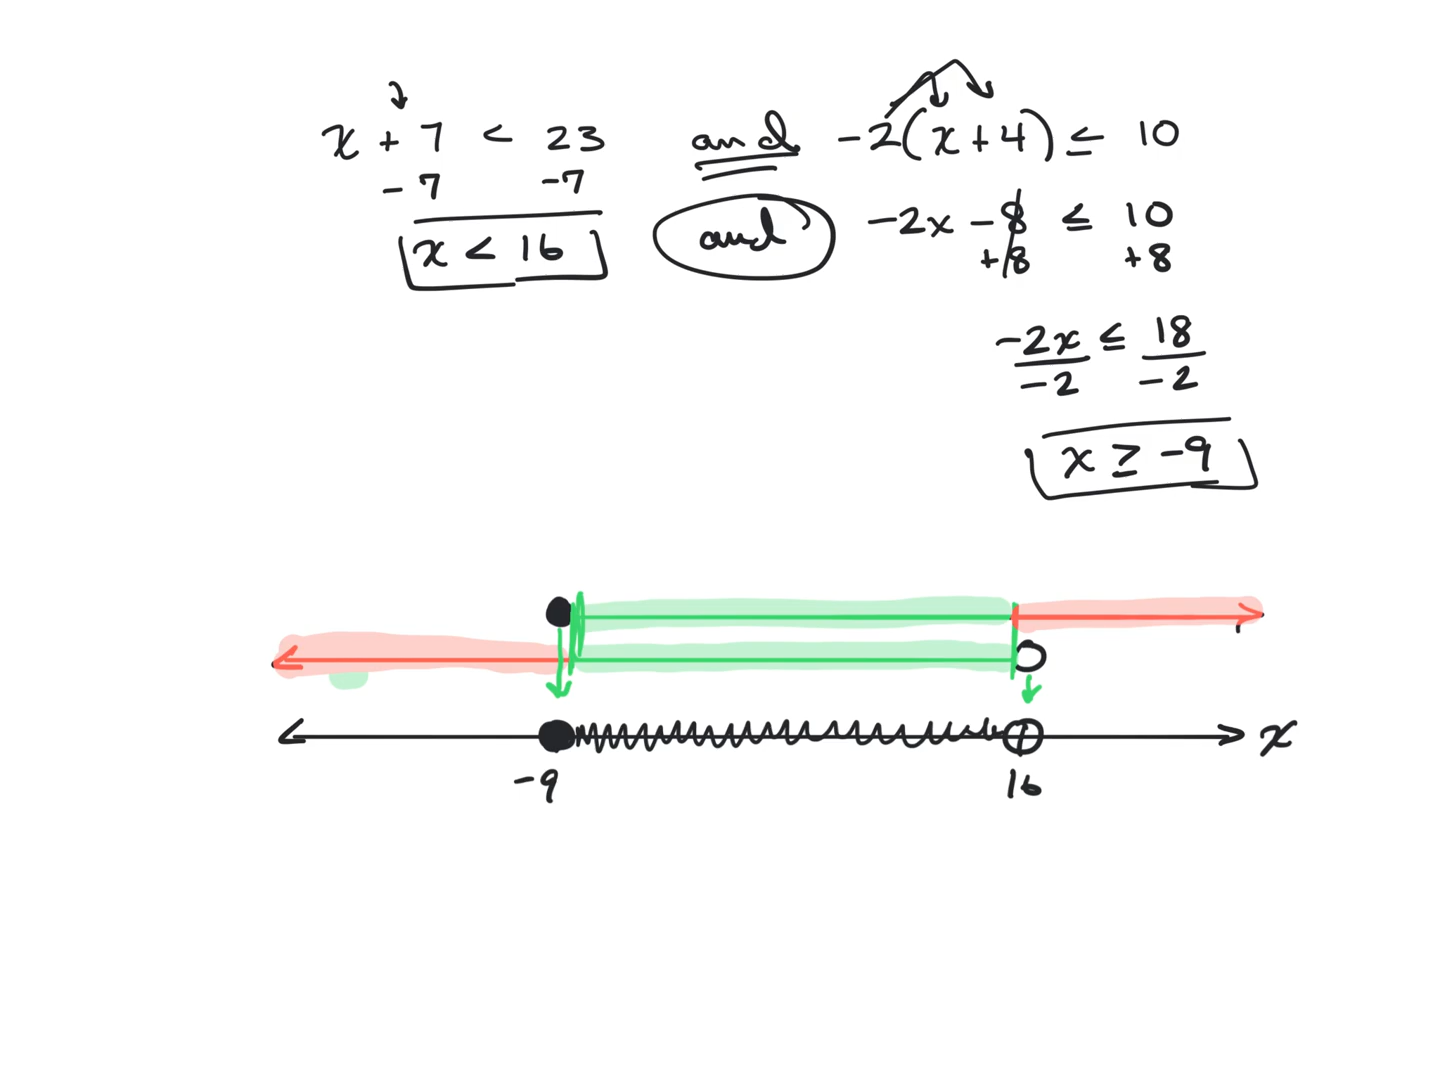 x + 7 < 23 and -2(x+4) ≤ 10
-7 -7
x < 16 and -2x - 8 ≤ 10
+8 +8
-2x ≤ 18
-2 -2
x ≥ -9
x
-9 16